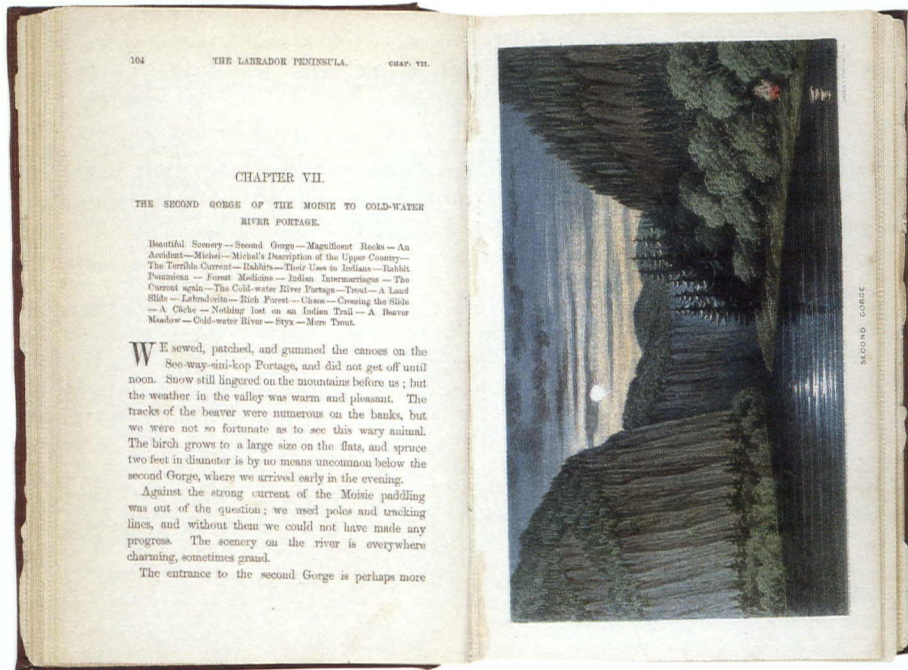 104 THE LABRADOR PENINSULA. CHAP. VII.
CHAPTER VII.
THE SECOND GORGE OF THE MOISIE TO COLD-WATER
RIVER PORTAGE.
Beautiful Scenery — Second Gorge — Magnificent Rocks — An
Accident — Michel — Michel's Description of the Upper Country —
The Terrible Current — Rabbits — Their Uses to Indians — Rabbit
Pemmican — Forest Medicine — Indian Intermarriages — The
Current again — The Cold-water River Portage — Trout — A Land
Slide — Labradorite — Rich Forest — Chaos — Crossing the Slide
— A Câche — Nothing lost on an Indian Trail — A Beaver
Meadow — Cold-water River — Styx — More Trout.
WE sewed, patched, and gummed the canoes on the
See-way-sini-kop Portage, and did not get off until
noon. Snow still lingered on the mountains before us; but
the weather in the valley was warm and pleasant. The
tracks of the beaver were numerous on the banks, but
we were not so fortunate as to see this wary animal.
The birch grows to a large size on the flats, and spruce
two feet in diameter is by no means uncommon below the
second Gorge, where we arrived early in the evening.
Against the strong current of the Moisie paddling
was out of the question; we used poles and tracking
lines, and without them we could not have made any
progress. The scenery on the river is everywhere
charming, sometimes grand.
The entrance to the second Gorge is perhaps more
SECOND GORGE